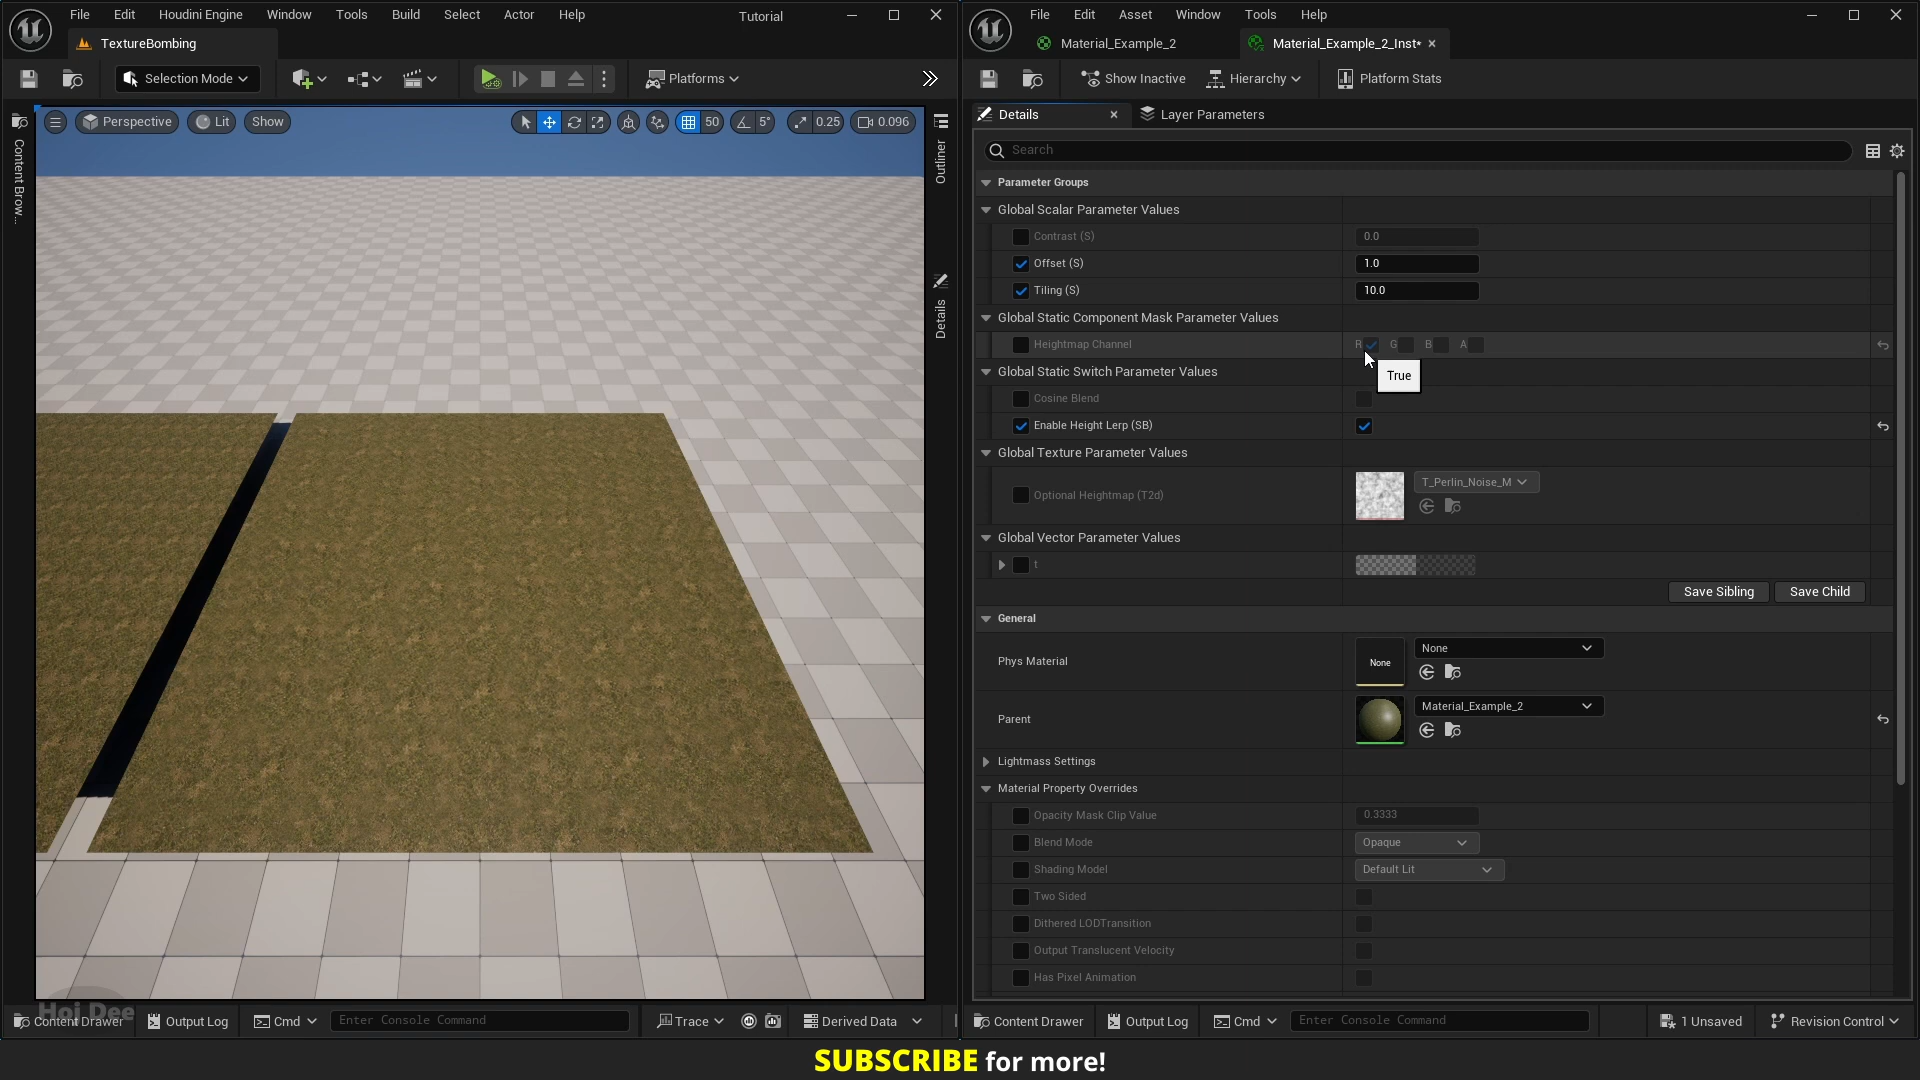 File Edit Houdini Engine Window Tools Build Select Actor Help Tutorial
TextureBombing
Selection Mode Platforms
Perspective Lit Show 50 5° 0.25 0.096
Content Brow...
Outliner
Details
Hoi Dee
Content Drawer Output Log Cmd Enter Console Command Trace Derived Data
File Edit Asset Window Tools Help
Material_Example_2 Material_Example_2_Inst*
Show Inactive Hierarchy Platform Stats
Details Layer Parameters
Search
Parameter Groups
Global Scalar Parameter Values
Contrast (S) 0.0
Offset (S) 1.0
Tiling (S) 10.0
Global Static Component Mask Parameter Values
Heightmap Channel R G B A
True
Global Static Switch Parameter Values
Cosine Blend
Enable Height Lerp (SB)
Global Texture Parameter Values
Optional Heightmap (T2d) T_Perlin_Noise_M
Global Vector Parameter Values
t
Save Sibling Save Child
General
Phys Material None None
Parent Material_Example_2
Lightmass Settings
Material Property Overrides
Opacity Mask Clip Value 0.3333
Blend Mode Opaque
Shading Model Default Lit
Two Sided
Dithered LODTransition
Output Translucent Velocity
Has Pixel Animation
Content Drawer Output Log Cmd Enter Console Command 1 Unsaved Revision Control
SUBSCRIBE for more!